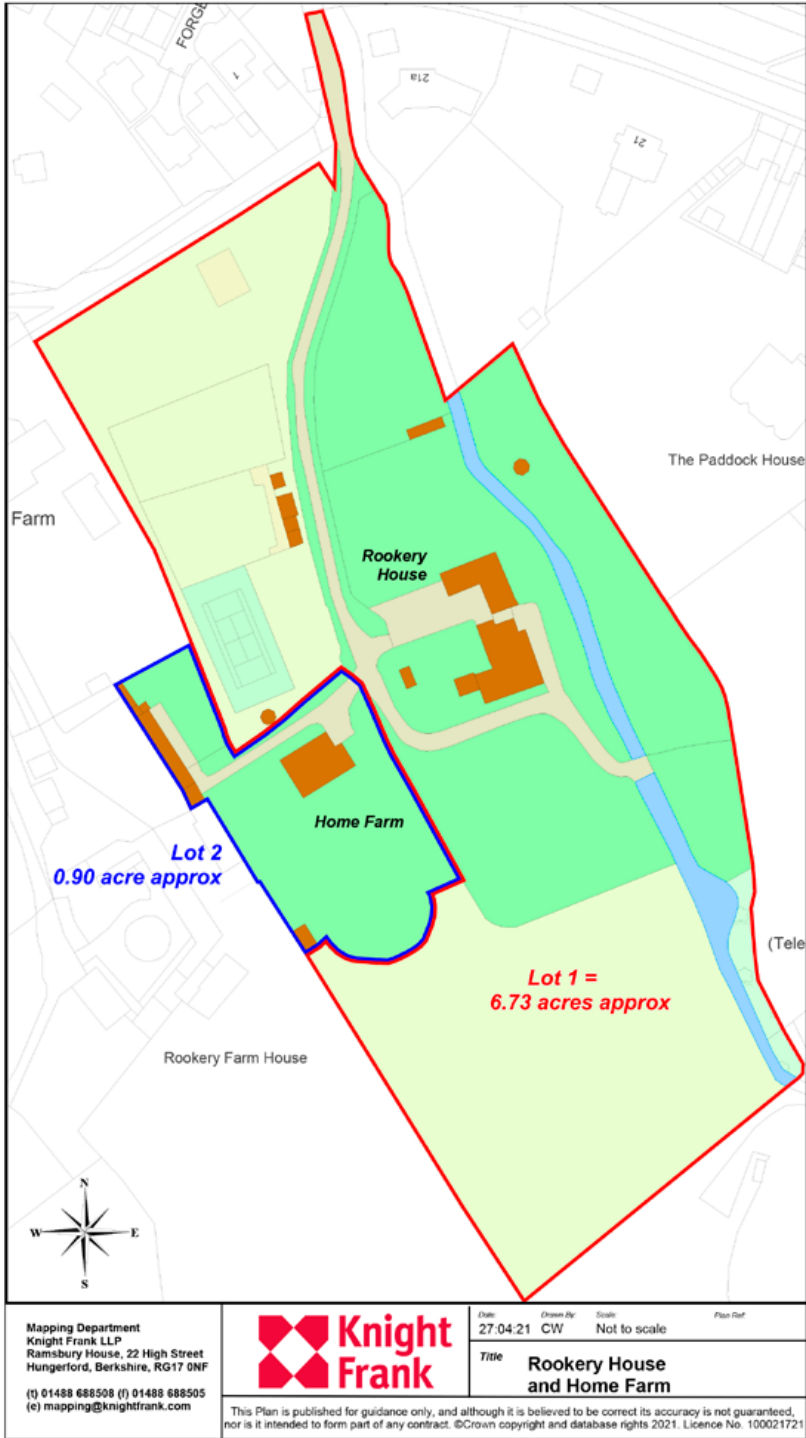 FORGE
1
21a
21
The Paddock House
Farm
Rookery
House
Home Farm
Lot 2
0.90 acre approx
(Tele
Lot 1 =
6.73 acres approx
Rookery Farm House
N
W
E
S
Mapping Department
Knight Frank LLP
Ramsbury House, 22 High Street
Hungerford, Berkshire, RG17 0NF
(t) 01488 688508 (f) 01488 688505
(e) mapping@knightfrank.com
Knight
Frank
Date:
27:04:21
Drawn By:
CW
Scale:
Not to scale
Plan Ref:
Title
Rookery House
and Home Farm
This Plan is published for guidance only, and although it is believed to be correct its accuracy is not guaranteed,
nor is it intended to form part of any contract. ©Crown copyright and database rights 2021. Licence No. 100021721